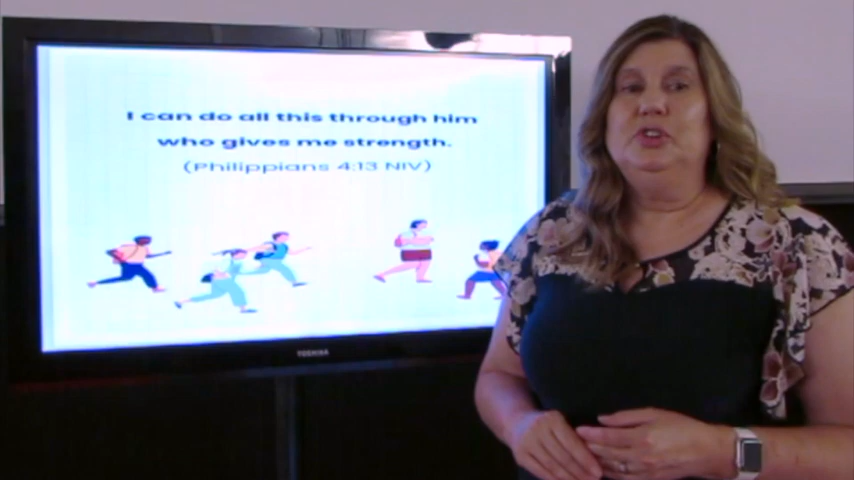 I can do all this through him
who gives me strength.
(Philippians 4:13 NIV)
TOSHIBA